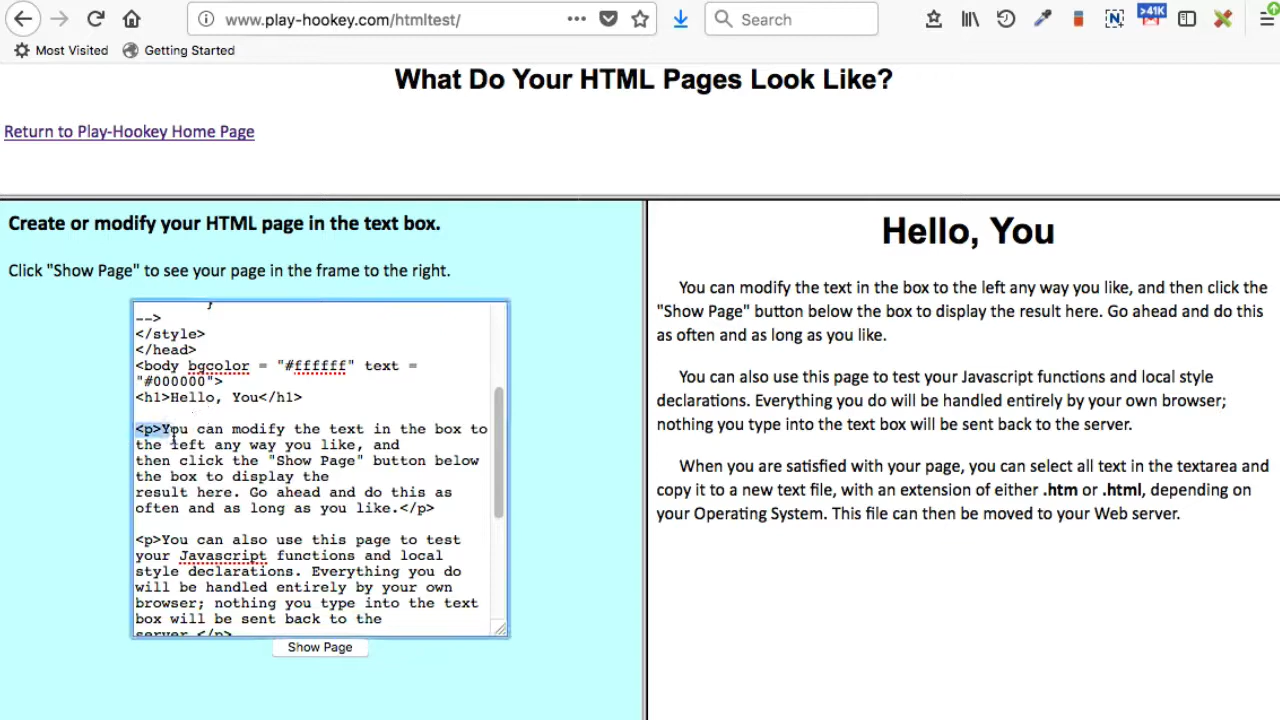 www.play-hookey.com/htmltest/
Search
>41K
Most Visited
Getting Started
What Do Your HTML Pages Look Like?
Return to Play-Hookey Home Page
Create or modify your HTML page in the text box.
Click "Show Page" to see your page in the frame to the right.
}
-->
</style>
</head>
<body bgcolor = "#ffffff" text =
"#000000">
<h1>Hello, You</h1>
<p>You can modify the text in the box to
the left any way you like, and
then click the "Show Page" button below
the box to display the
result here. Go ahead and do this as
often and as long as you like.</p>
<p>You can also use this page to test
your Javascript functions and local
style declarations. Everything you do
will be handled entirely by your own
browser; nothing you type into the text
box will be sent back to the
server.</p>
Show Page
Hello, You
You can modify the text in the box to the left any way you like, and then click the
"Show Page" button below the box to display the result here. Go ahead and do this
as often and as long as you like.
You can also use this page to test your Javascript functions and local style
declarations. Everything you do will be handled entirely by your own browser;
nothing you type into the text box will be sent back to the server.
When you are satisfied with your page, you can select all text in the textarea and
copy it to a new text file, with an extension of either .htm or .html, depending on
your Operating System. This file can then be moved to your Web server.